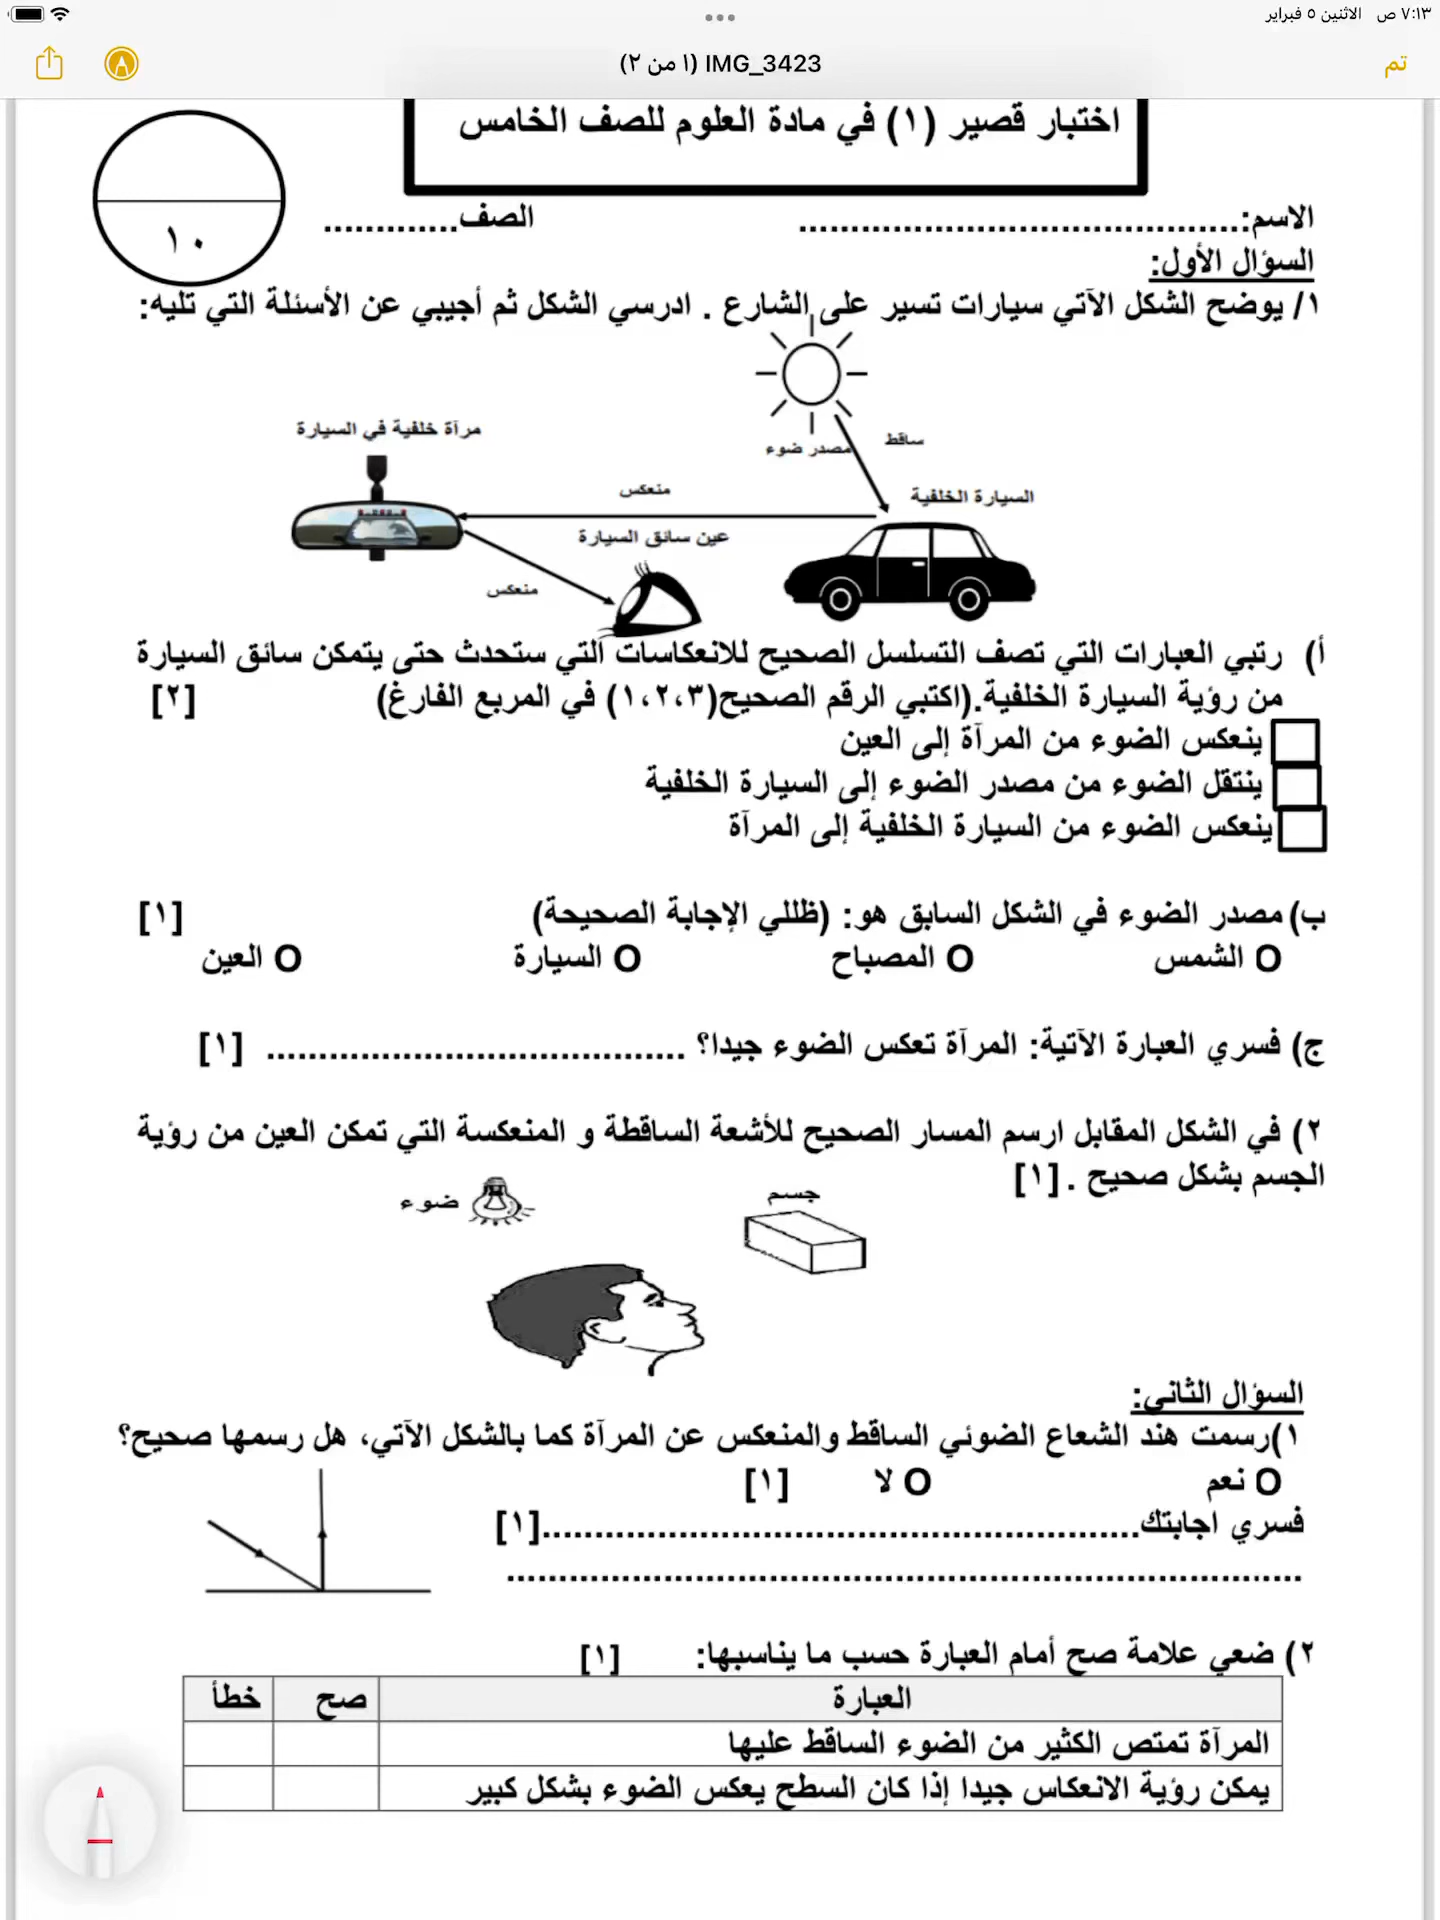 ٧:١٣ ص الاثنين ٥ فبراير
IMG_3423 (١ من ٢)
تم
اختبار قصير (١) في مادة العلوم للصف الخامس
١٠
الاسم:.......................................... الصف.............
السؤال الأول:
١/ يوضح الشكل الآتي سيارات تسير على الشارع . ادرسي الشكل ثم أجيبي عن الأسئلة التي تليه:
مرآة خلفية في السيارة
ساقط
مصدر ضوء
منعكس
السيارة الخلفية
عين سائق السيارة
منعكس
أ) رتبي العبارات التي تصف التسلسل الصحيح للانعكاسات التي ستحدث حتى يتمكن سائق السيارة
من رؤية السيارة الخلفية.(اكتبي الرقم الصحيح(١،٢،٣) في المربع الفارغ) [٢]
ينعكس الضوء من المرآة إلى العين
ينتقل الضوء من مصدر الضوء إلى السيارة الخلفية
ينعكس الضوء من السيارة الخلفية إلى المرآة
ب) مصدر الضوء في الشكل السابق هو: (ظللي الإجابة الصحيحة) [١]
O الشمس O المصباح O السيارة O العين
ج) فسري العبارة الآتية: المرآة تعكس الضوء جيدا؟ ........................................ [١]
٢) في الشكل المقابل ارسم المسار الصحيح للأشعة الساقطة و المنعكسة التي تمكن العين من رؤية
الجسم بشكل صحيح . [١]
جسم
ضوء
السؤال الثاني:
١)رسمت هند الشعاع الضوئي الساقط والمنعكس عن المرآة كما بالشكل الآتي، هل رسمها صحيح؟
O نعم O لا [١]
فسري اجابتك.........................................................[١]
............................................................................
٢) ضعي علامة صح أمام العبارة حسب ما يناسبها: [١]
العبارة صح خطأ
المرآة تمتص الكثير من الضوء الساقط عليها
يمكن رؤية الانعكاس جيدا إذا كان السطح يعكس الضوء بشكل كبير